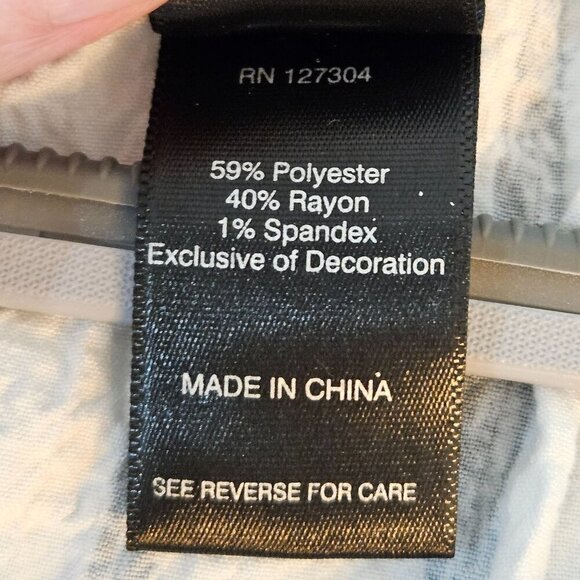 RN 127304
59% Polyester
40% Rayon
1% Spandex
Exclusive of Decoration
MADE IN CHINA
SEE REVERSE FOR CARE